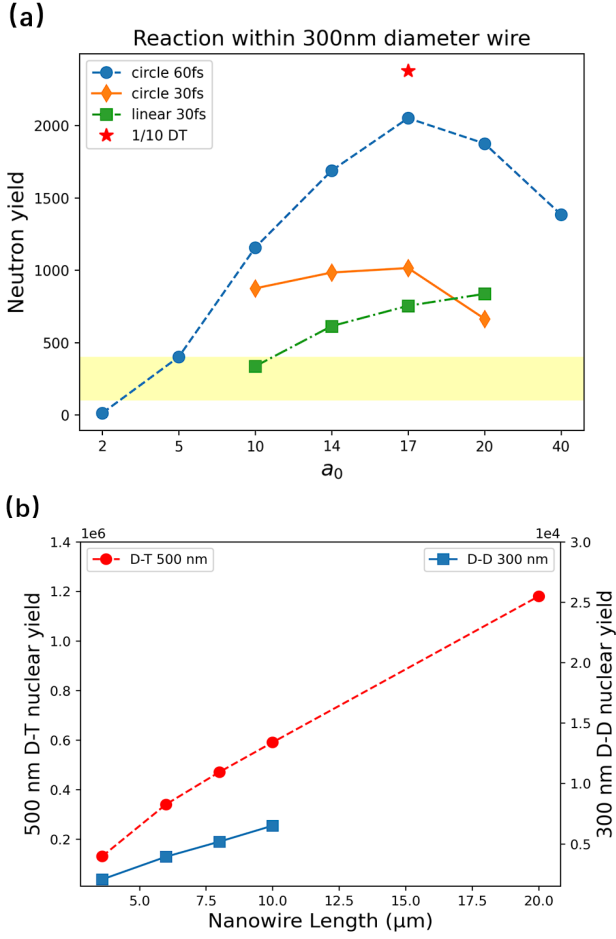 (a)
Reaction within 300nm diameter wire
circle 60fs
circle 30fs
linear 30fs
1/10 DT
Neutron yield
2000
1500
1000
500
0
2 5 10 14 17 20 40
a0
(b)
1e6 1e4
D-T 500 nm D-D 300 nm
500 nm D-T nuclear yield
1.4
1.2
1.0
0.8
0.6
0.4
0.2
300 nm D-D nuclear yield
3.0
2.5
2.0
1.5
1.0
0.5
5.0 7.5 10.0 12.5 15.0 17.5 20.0
Nanowire Length (μm)